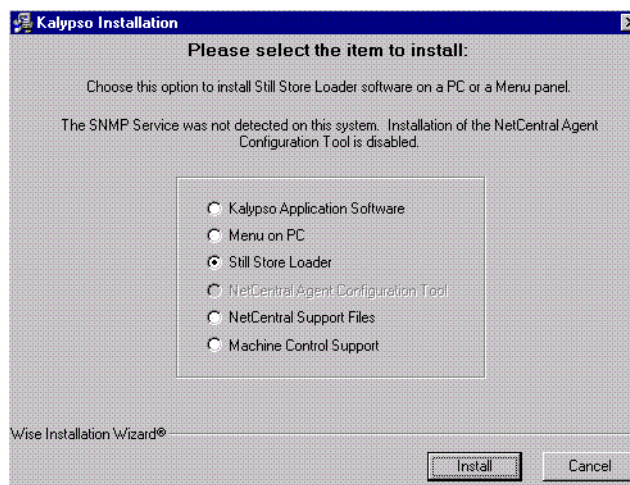 Kalypso Installation
Please select the item to install:
Choose this option to install Still Store Loader software on a PC or a Menu panel.
The SNMP Service was not detected on this system. Installation of the NetCentral Agent
Configuration Tool is disabled.
Kalypso Application Software
Menu on PC
Still Store Loader
NetCentral Agent Configuration Tool
NetCentral Support Files
Machine Control Support
Wise Installation Wizard®
Install
Cancel